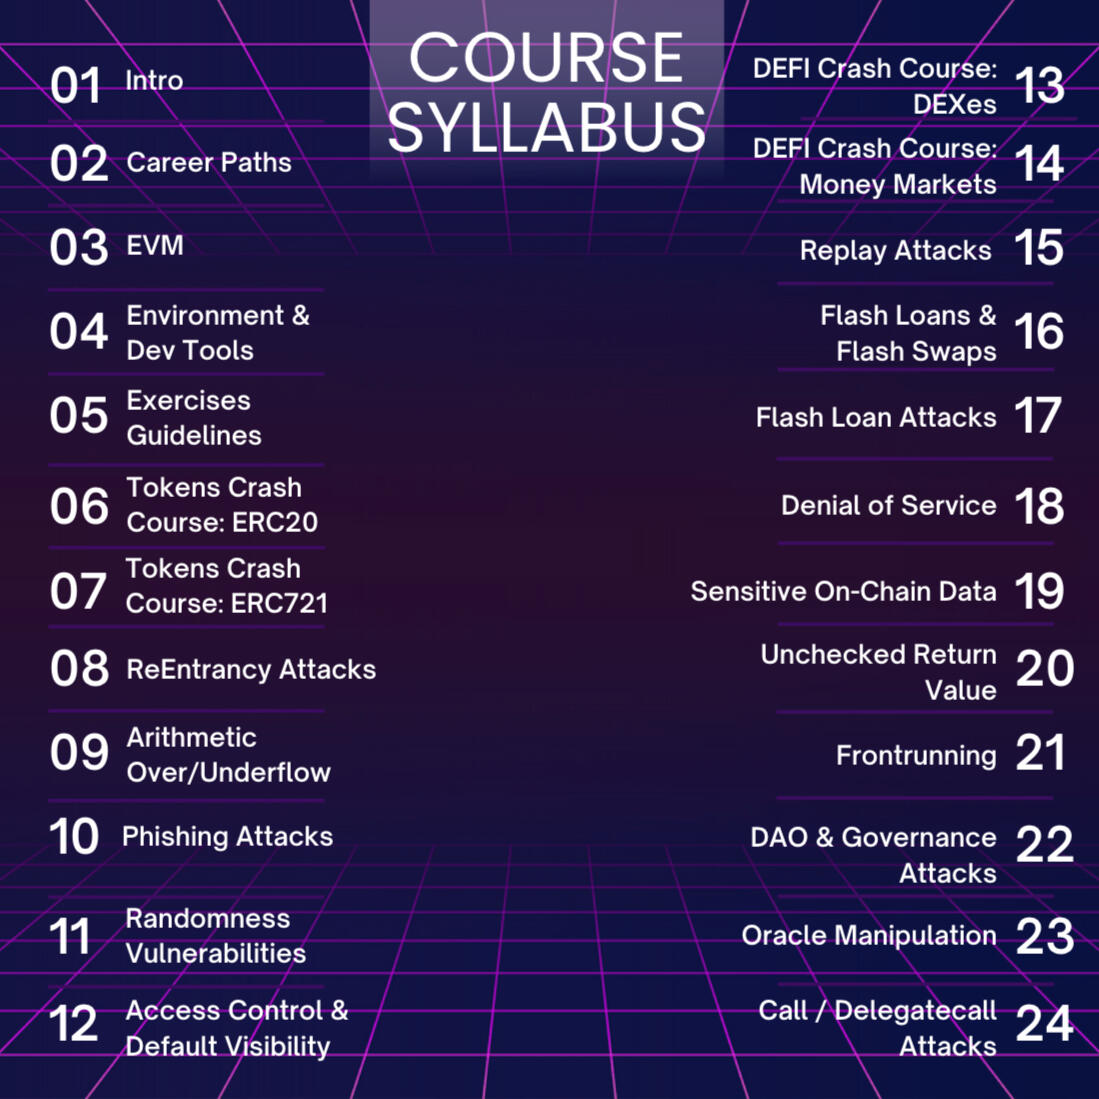 COURSE
SYLLABUS
01 Intro
02 Career Paths
03 EVM
04 Environment &
Dev Tools
05 Exercises
Guidelines
06 Tokens Crash
Course: ERC20
07 Tokens Crash
Course: ERC721
08 ReEntrancy Attacks
09 Arithmetic
Over/Underflow
10 Phishing Attacks
11 Randomness
Vulnerabilities
12 Access Control &
Default Visibility
DEFI Crash Course: 13
DEXes
DEFI Crash Course: 14
Money Markets
Replay Attacks 15
Flash Loans & 16
Flash Swaps
Flash Loan Attacks 17
Denial of Service 18
Sensitive On-Chain Data 19
Unchecked Return 20
Value
Frontrunning 21
DAO & Governance 22
Attacks
Oracle Manipulation 23
Call / Delegatecall 24
Attacks